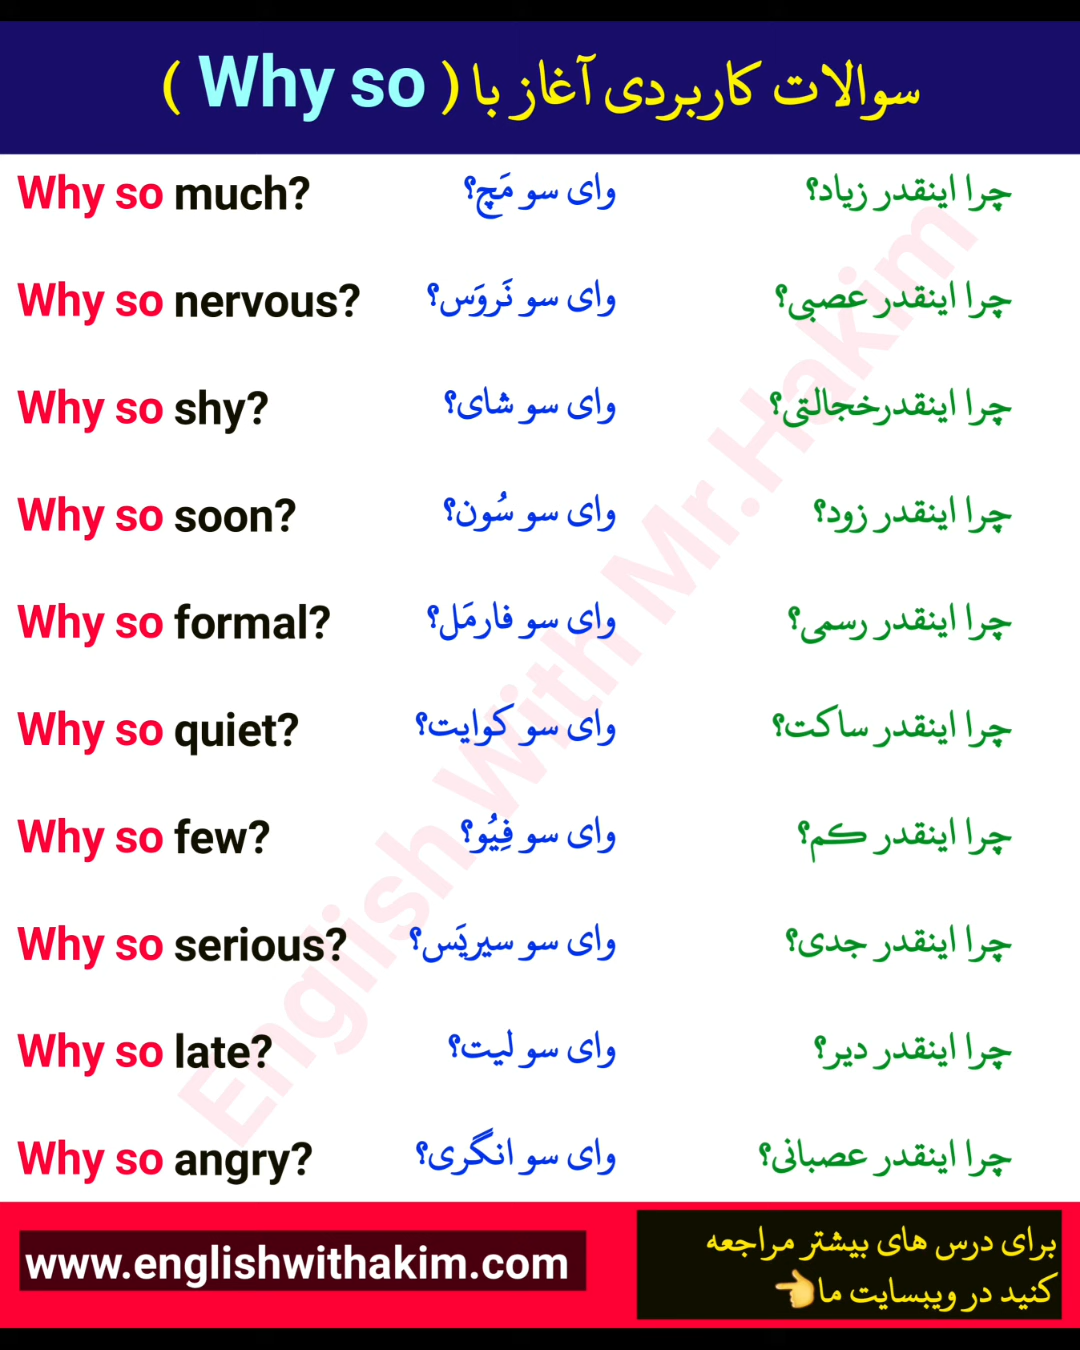 سوالات کاربردی آغاز با ( Why so )
Why so much? وای سو مَچ؟ چرا اینقدر زیاد؟
Why so nervous? وای سو نَروَس؟ چرا اینقدر عصبی؟
Why so shy? وای سو شای؟ چرا اینقدرخجالتی؟
Why so soon? وای سو سُون؟ چرا اینقدر زود؟
Why so formal? وای سو فارمَل؟ چرا اینقدر رسمی؟
Why so quiet? وای سو کوایت؟ چرا اینقدر ساکت؟
Why so few? وای سو فِیُو؟ چرا اینقدر کم؟
Why so serious? وای سو سیریَس؟ چرا اینقدر جدی؟
Why so late? وای سو لیت؟ چرا اینقدر دیر؟
Why so angry? وای سو انگری؟ چرا اینقدر عصبانی؟
English With Mr.Hakim
www.englishwithakim.com
برای درس های بیشتر مراجعه
کنید در ویبسایت ما👈